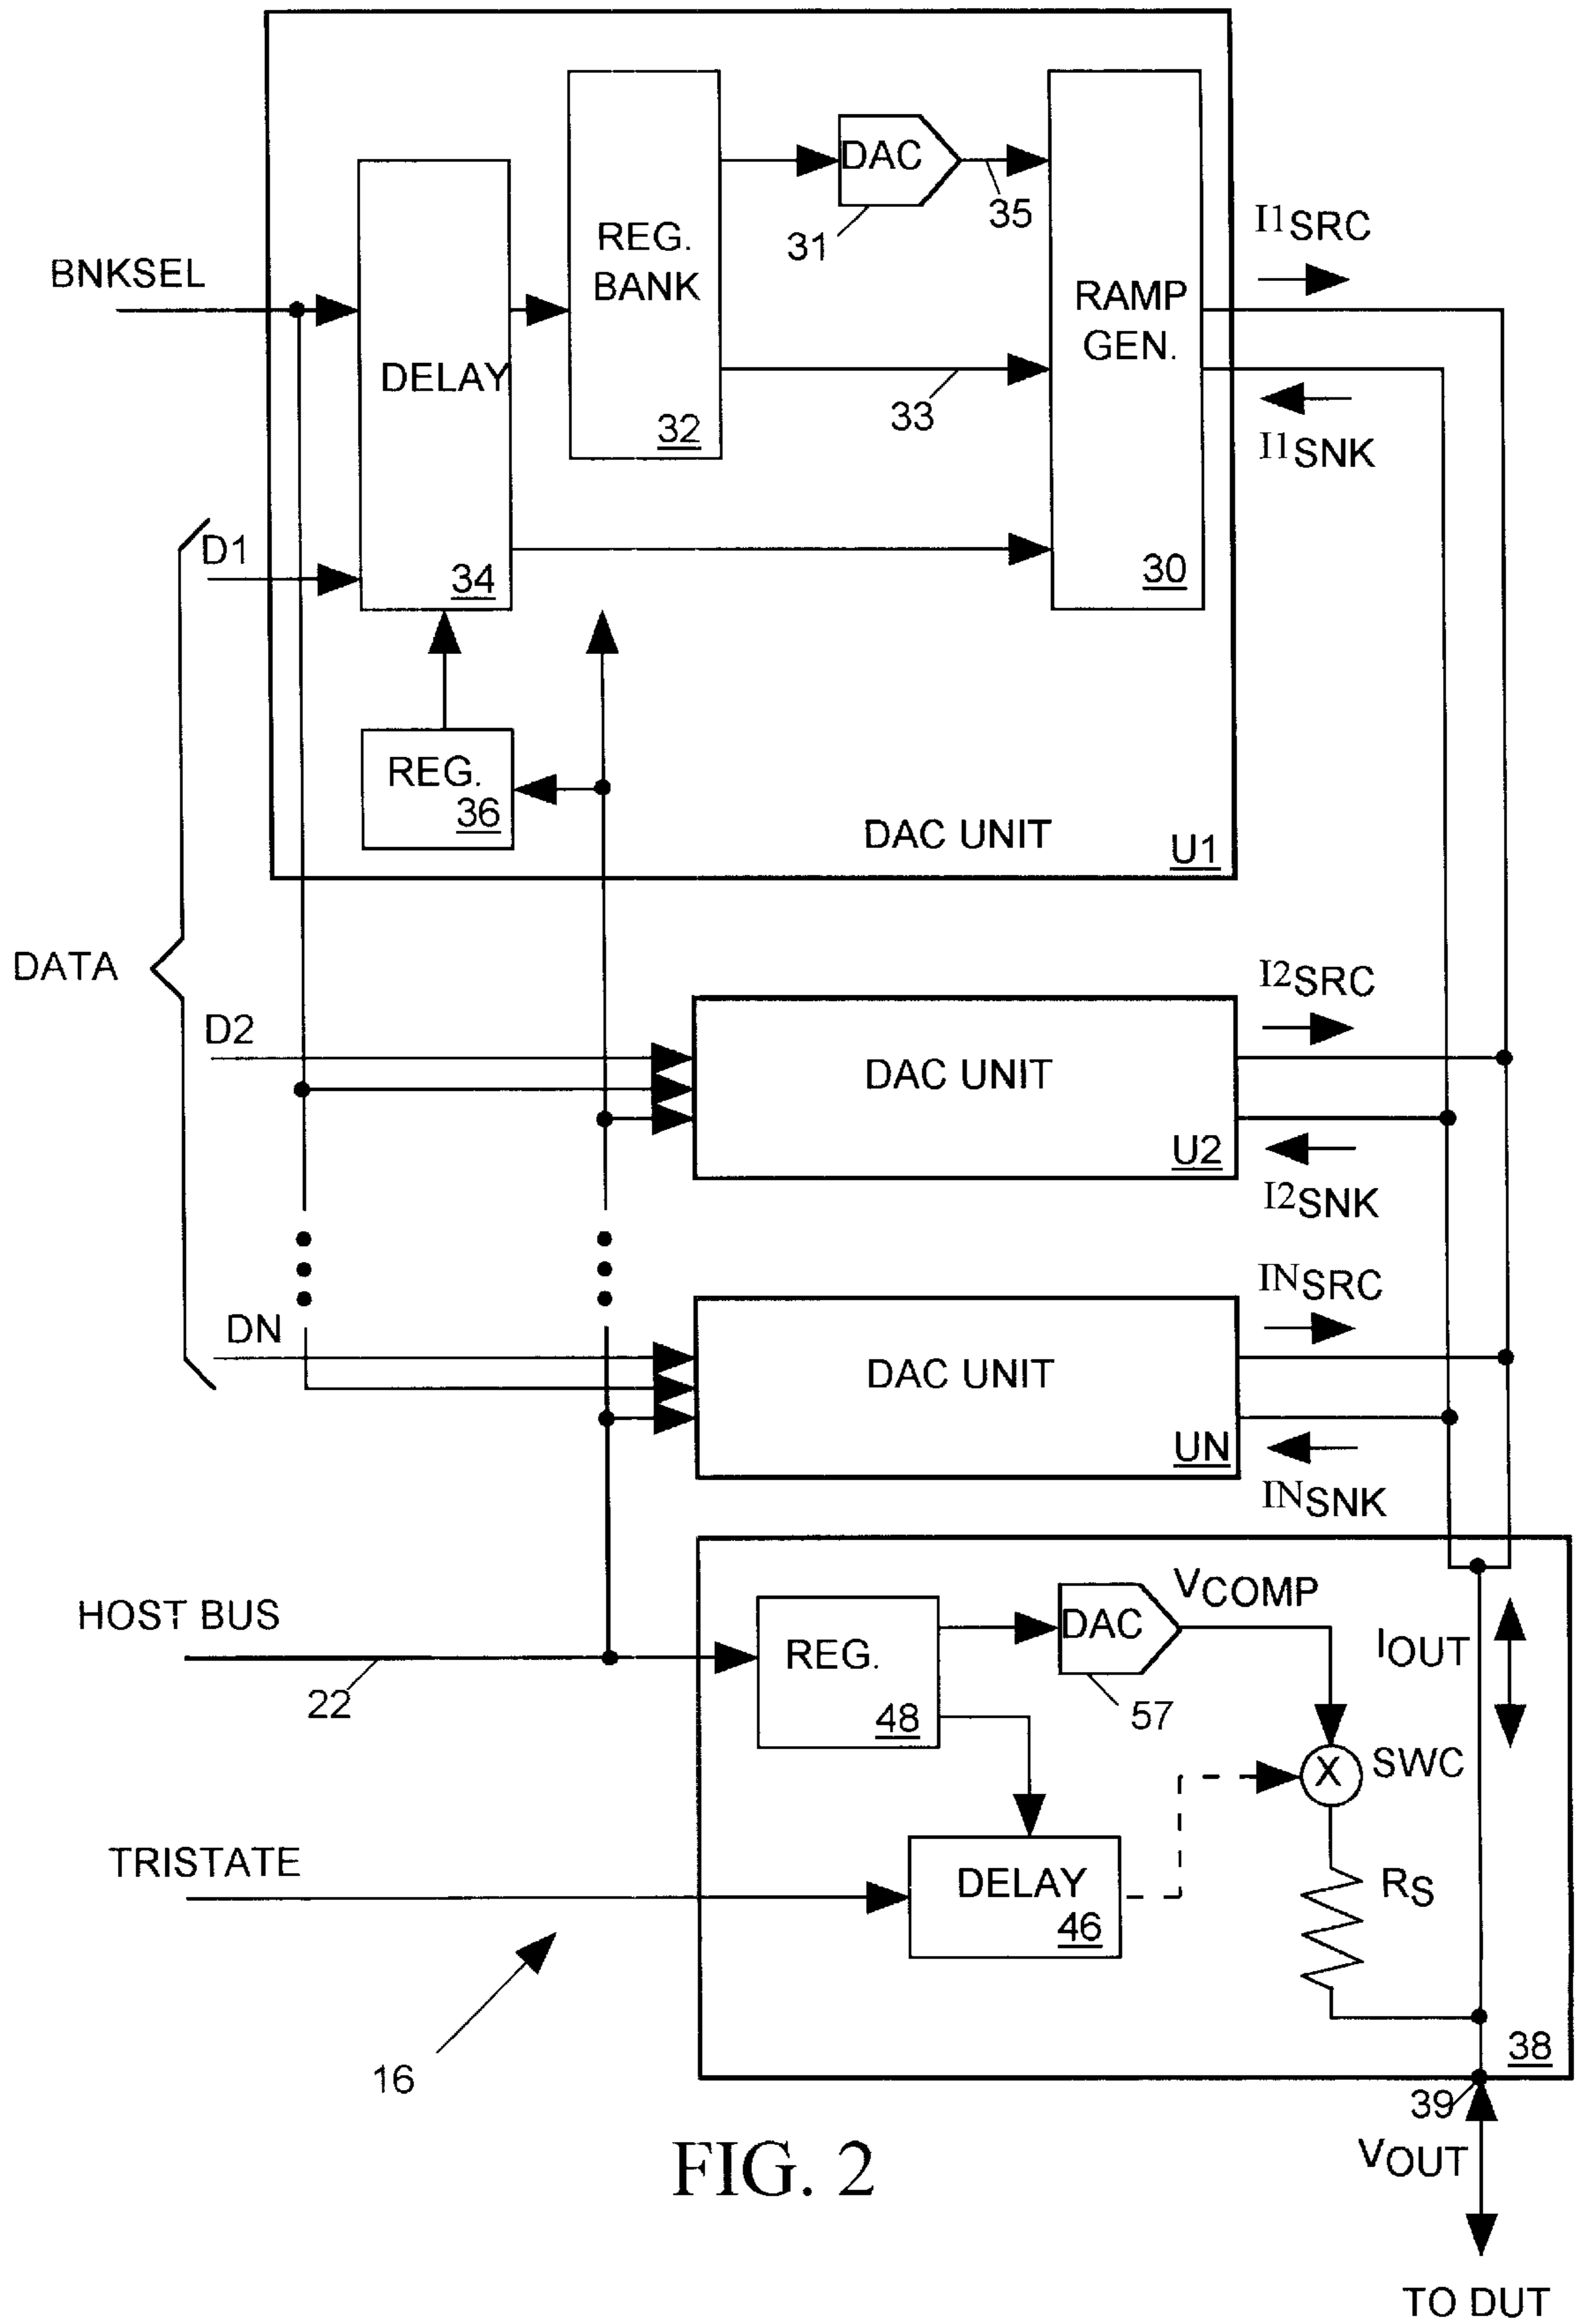 DAC
35
31
REG.
BANK
I1SRC
BNKSEL
RAMP
GEN.
DELAY
33
32
I1SNK
D1
34
30
REG.
36
DAC UNIT
U1
DATA
I2SRC
D2
DAC UNIT
U2
I2SNK
INSRC
DN
DAC UNIT
UN
INSNK
HOST BUS
22
REG.
48
DAC
57
VCOMP
IOUT
X
SWC
TRISTATE
DELAY
46
RS
16
38
39
VOUT
FIG. 2
TO DUT